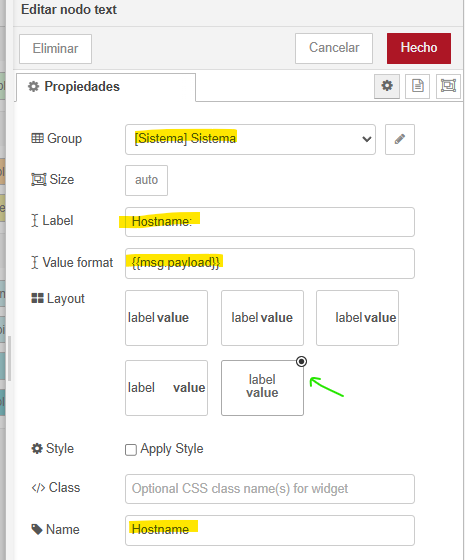 Editar nodo text
Eliminar
Cancelar
Hecho
Propiedades
Group
[Sistema] Sistema
Size
auto
Label
Hostname:
Value format
{{msg.payload}}
Layout
label value
label value
label value
label value
label
value
Style
Apply Style
</> Class
Optional CSS class name(s) for widget
Name
Hostname